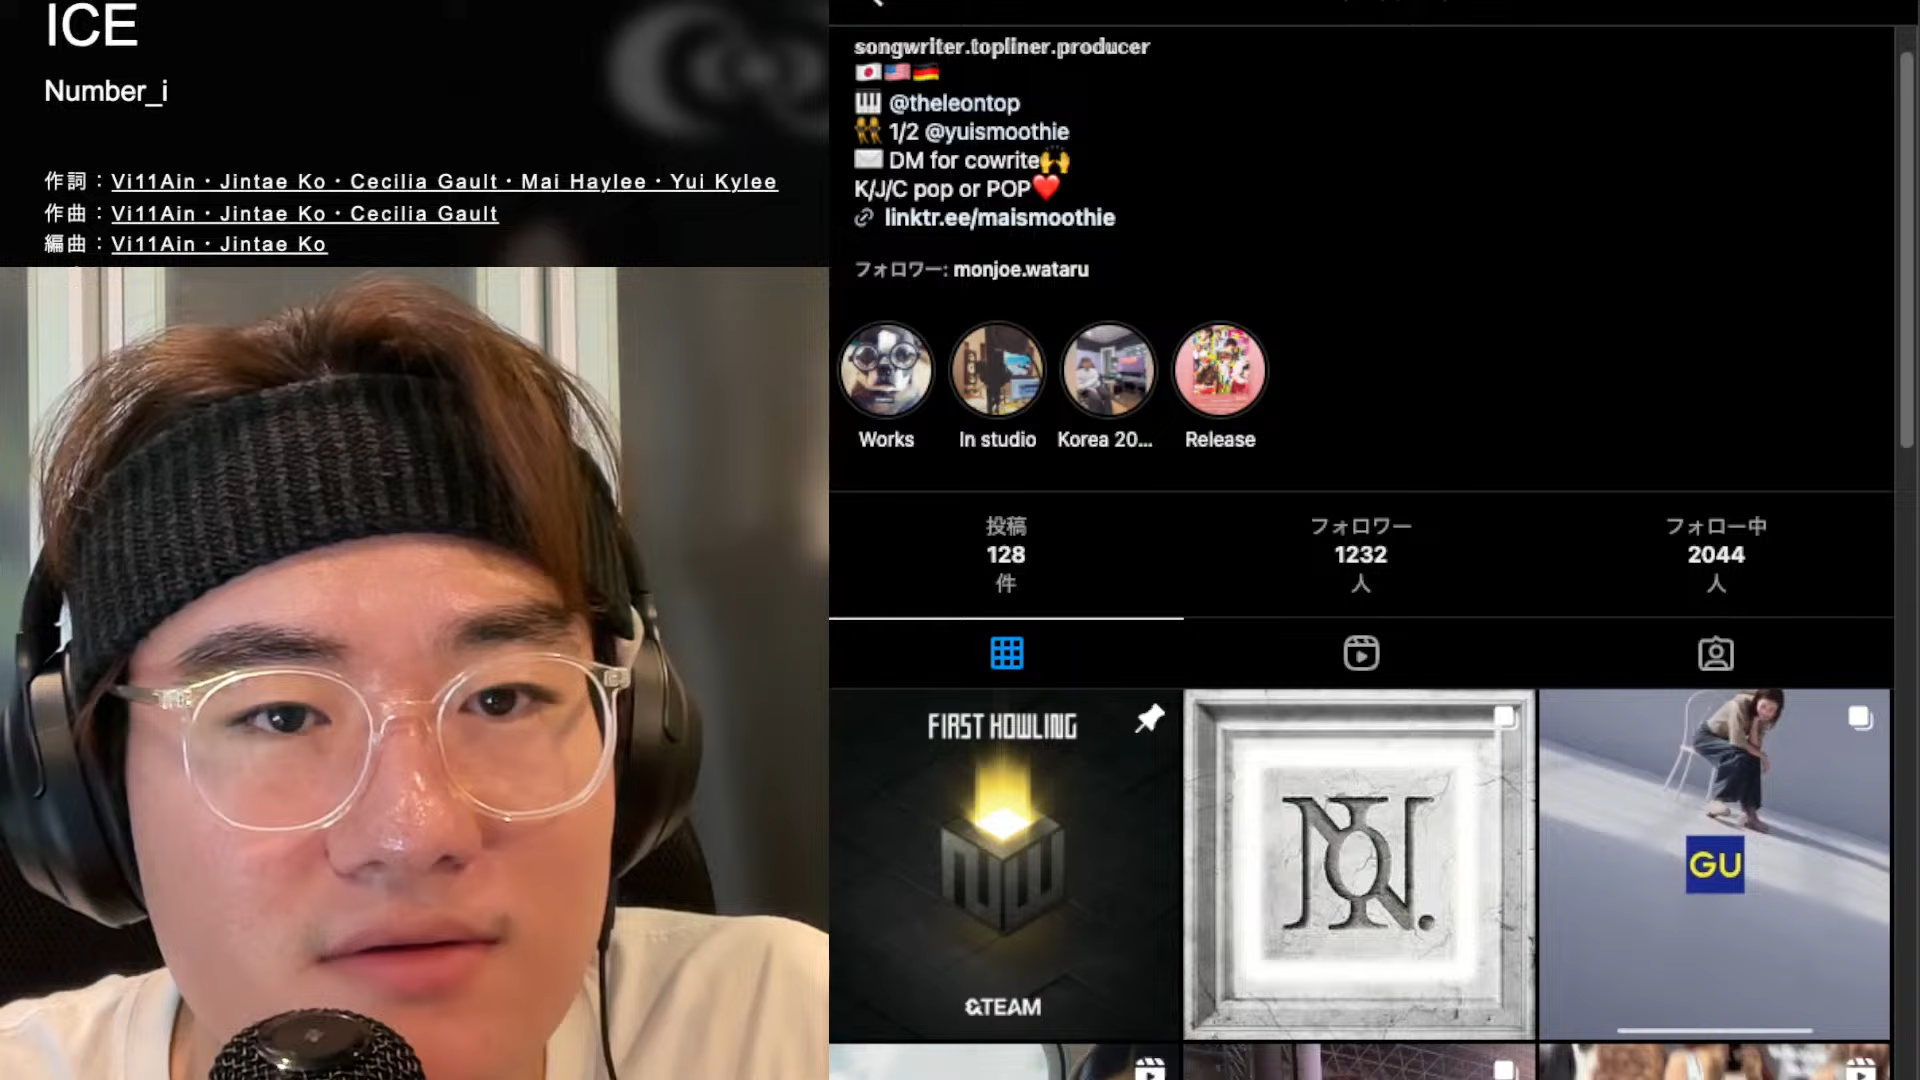 ICE
Number_i
作詞：Vi11Ain・Jintae Ko・Cecilia Gault・Mai Haylee・Yui Kylee
作曲：Vi11Ain・Jintae Ko・Cecilia Gault
編曲：Vi11Ain・Jintae Ko
songwriter.topliner.producer
@theleontop
1/2 @yuismoothie
DM for cowrite
K/J/C pop or POP
linktr.ee/maismoothie
フォロワー: monjoe.wataru
Works
In studio
Korea 20...
Release
投稿
128
件
フォロワー
1232
人
フォロー中
2044
人
FIRST HOWLING
NOW
&TEAM
GU